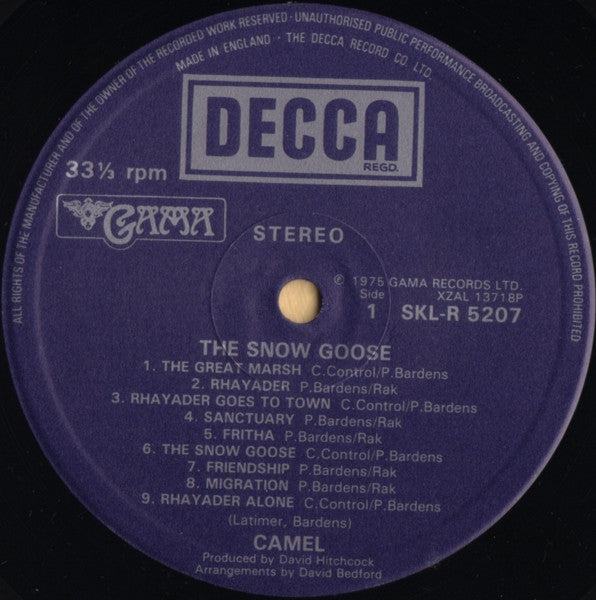 ALL RIGHTS OF THE MANUFACTURER AND OF THE OWNER OF THE RECORDED WORK RESERVED · UNAUTHORISED PUBLIC PERFORMANCE BROADCASTING AND COPYING OF THIS RECORD PROHIBITED
MADE IN ENGLAND · THE DECCA RECORD CO. LTD.
DECCA
REGD.
33⅓ rpm
GAMA
STEREO
℗ 1975 GAMA RECORDS LTD.
Side XZAL 13718P
1 SKL-R 5207
THE SNOW GOOSE
1. THE GREAT MARSH C.Control/P.Bardens
2. RHAYADER P.Bardens/Rak
3. RHAYADER GOES TO TOWN C.Control/P.Bardens
4. SANCTUARY P.Bardens/Rak
5. FRITHA P.Bardens/Rak
6. THE SNOW GOOSE C,Control/P.Bardens
7. FRIENDSHIP P.Bardens/Rak
8. MIGRATION P.Bardens/Rak
9. RHAYADER ALONE C.Control/P.Bardens
(Latimer, Bardens)
CAMEL
Produced by David Hitchcock
Arrangements by David Bedford